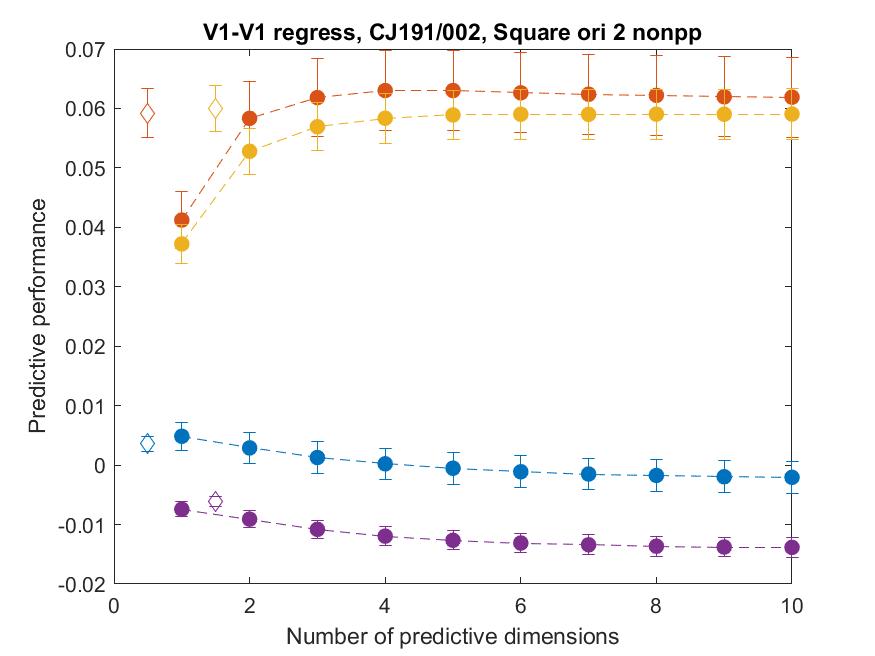 V1-V1 regress, CJ191/002, Square ori 2 nonpp
0.07
0.06
0.05
0.04
0.03
0.02
0.01
0
-0.01
-0.02
Predictive performance
0 2 4 6 8 10
Number of predictive dimensions